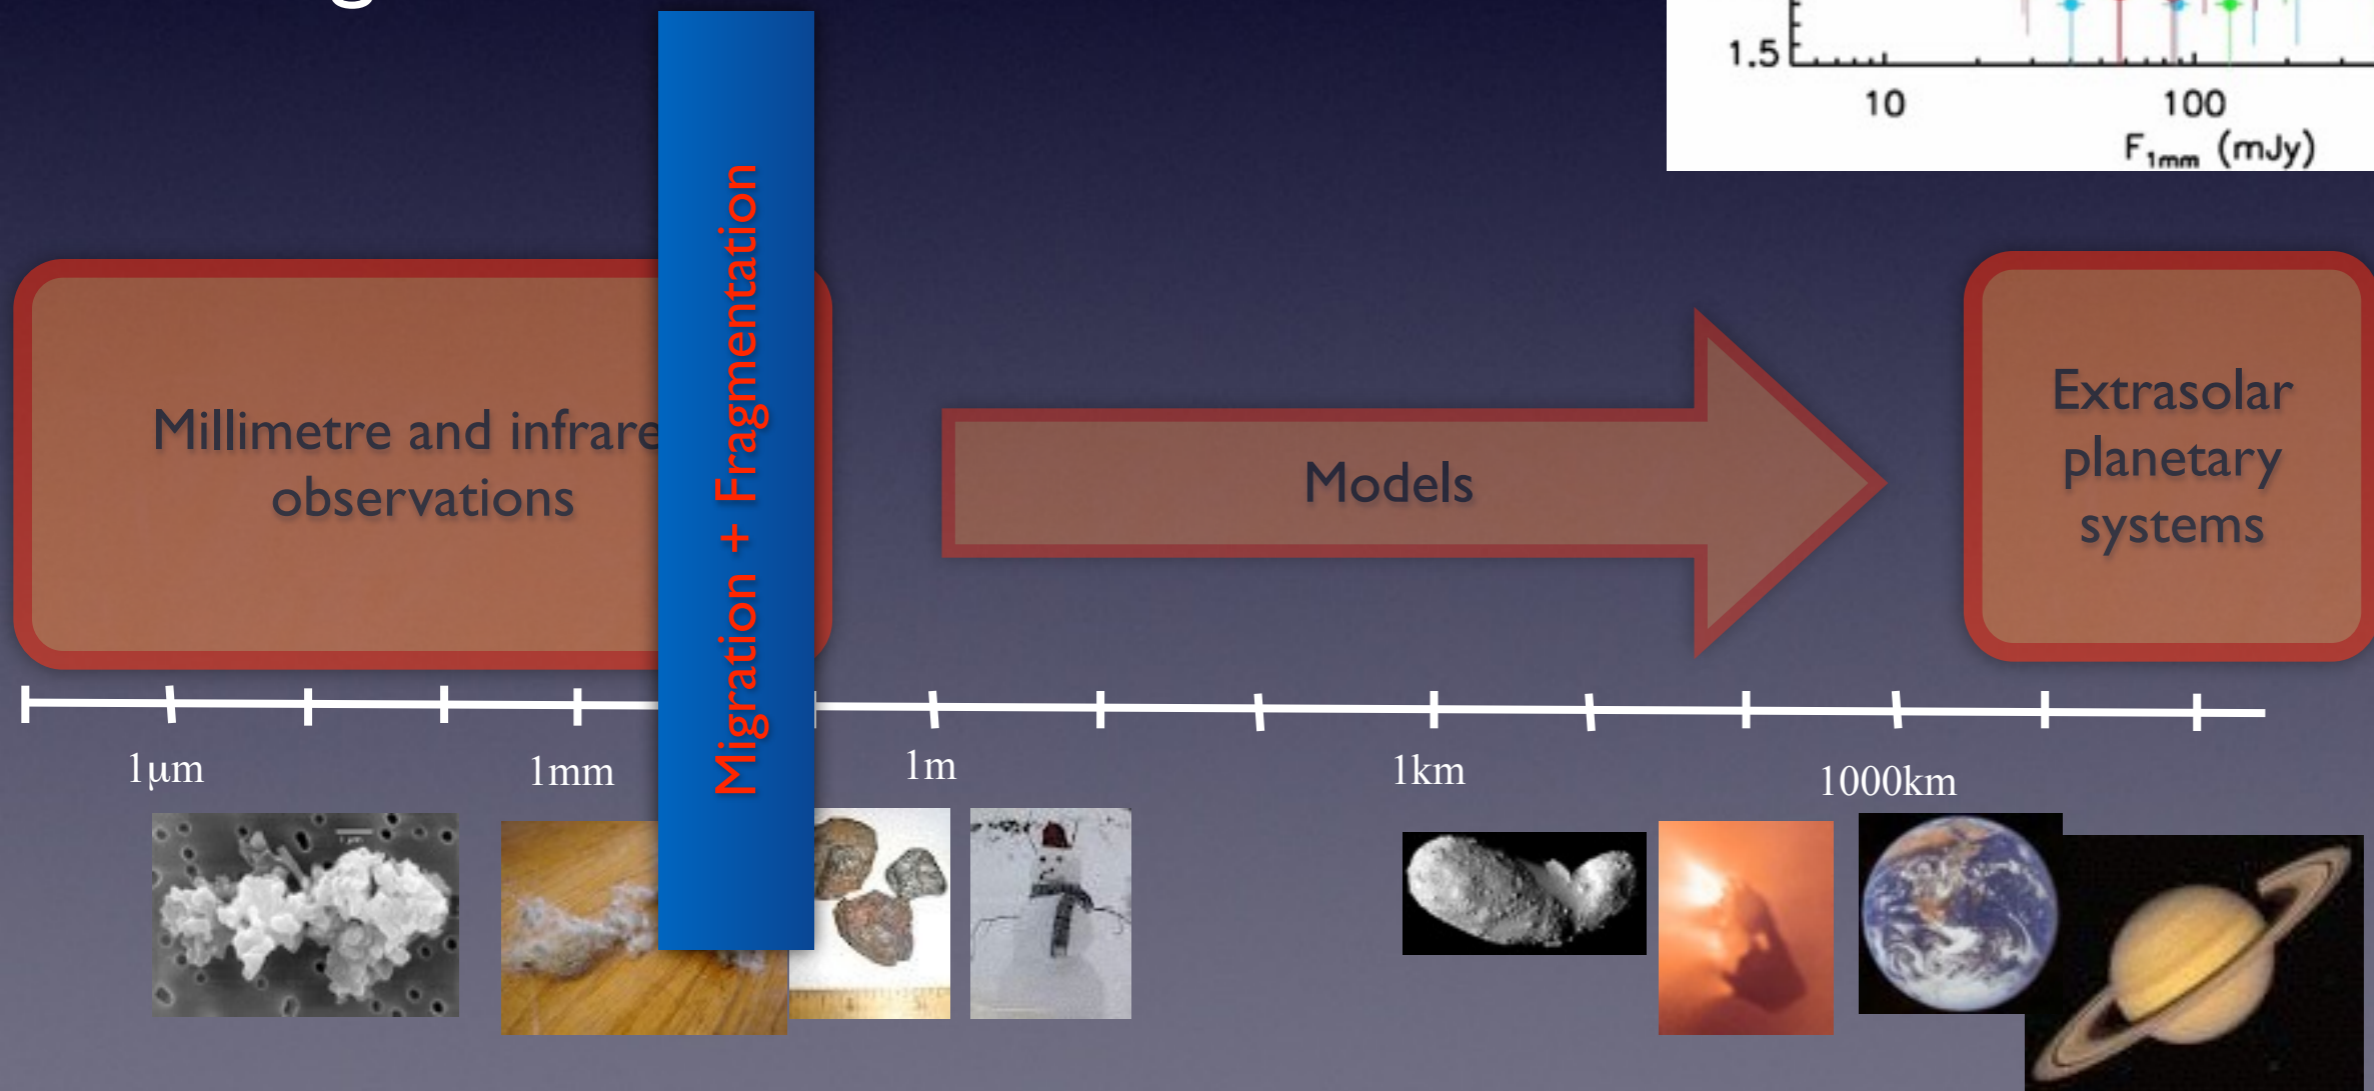 1.5
10 100
F1mm (mJy)
Migration + Fragmentation
Millimetre and infrare
observations
Models
Extrasolar
planetary
systems
1μm 1mm 1m 1km 1000km